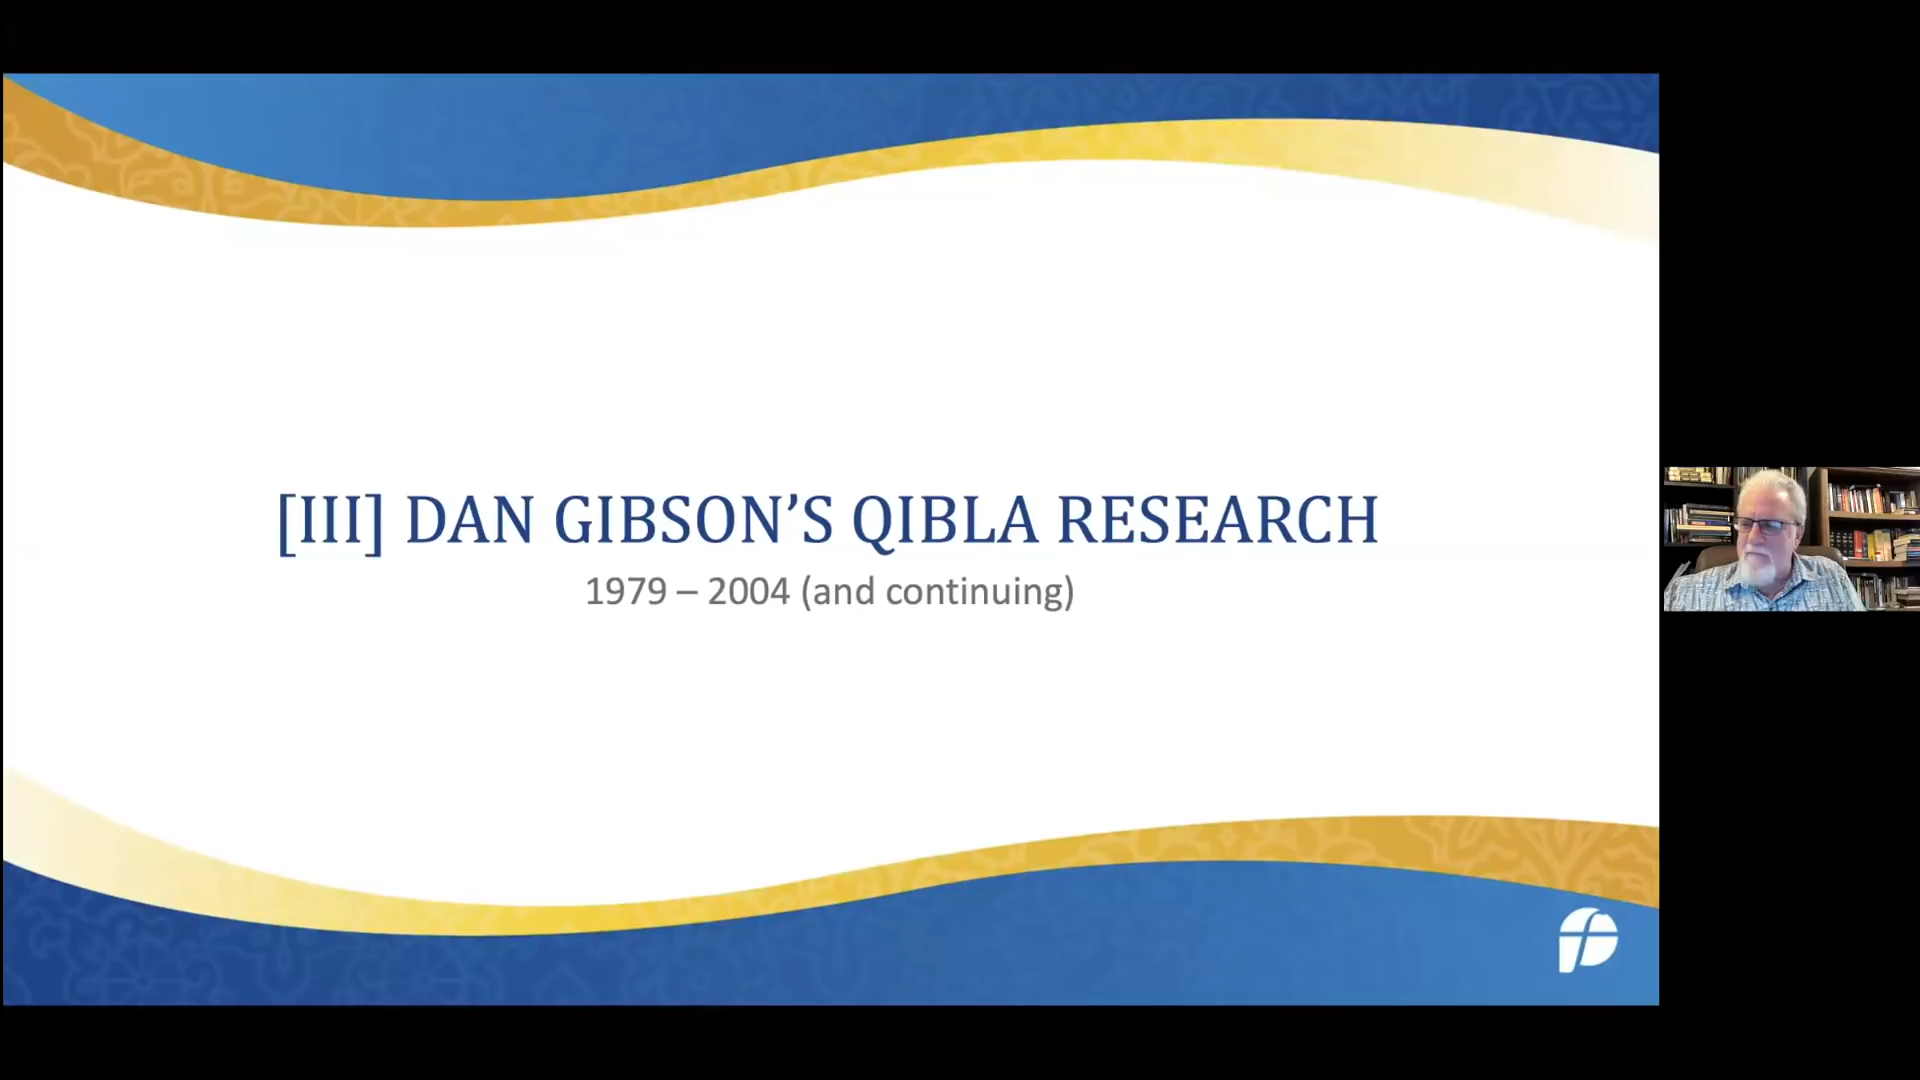 [III] DAN GIBSON’S QIBLA RESEARCH
1979 – 2004 (and continuing)